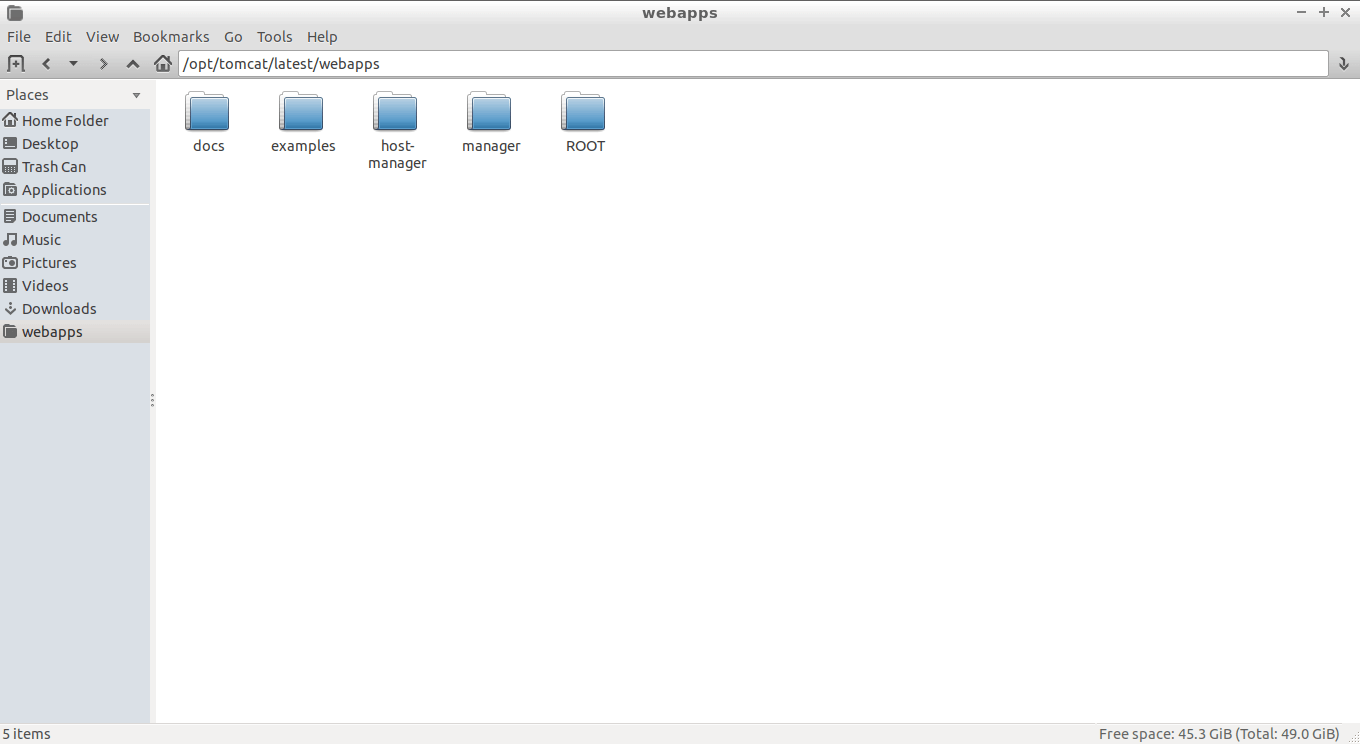 webapps
File Edit View Bookmarks Go Tools Help
/opt/tomcat/latest/webapps
Places
Home Folder
Desktop
Trash Can
Applications
Documents
Music
Pictures
Videos
Downloads
webapps
docs examples host- manager ROOT
manager
5 items Free space: 45.3 GiB (Total: 49.0 GiB)